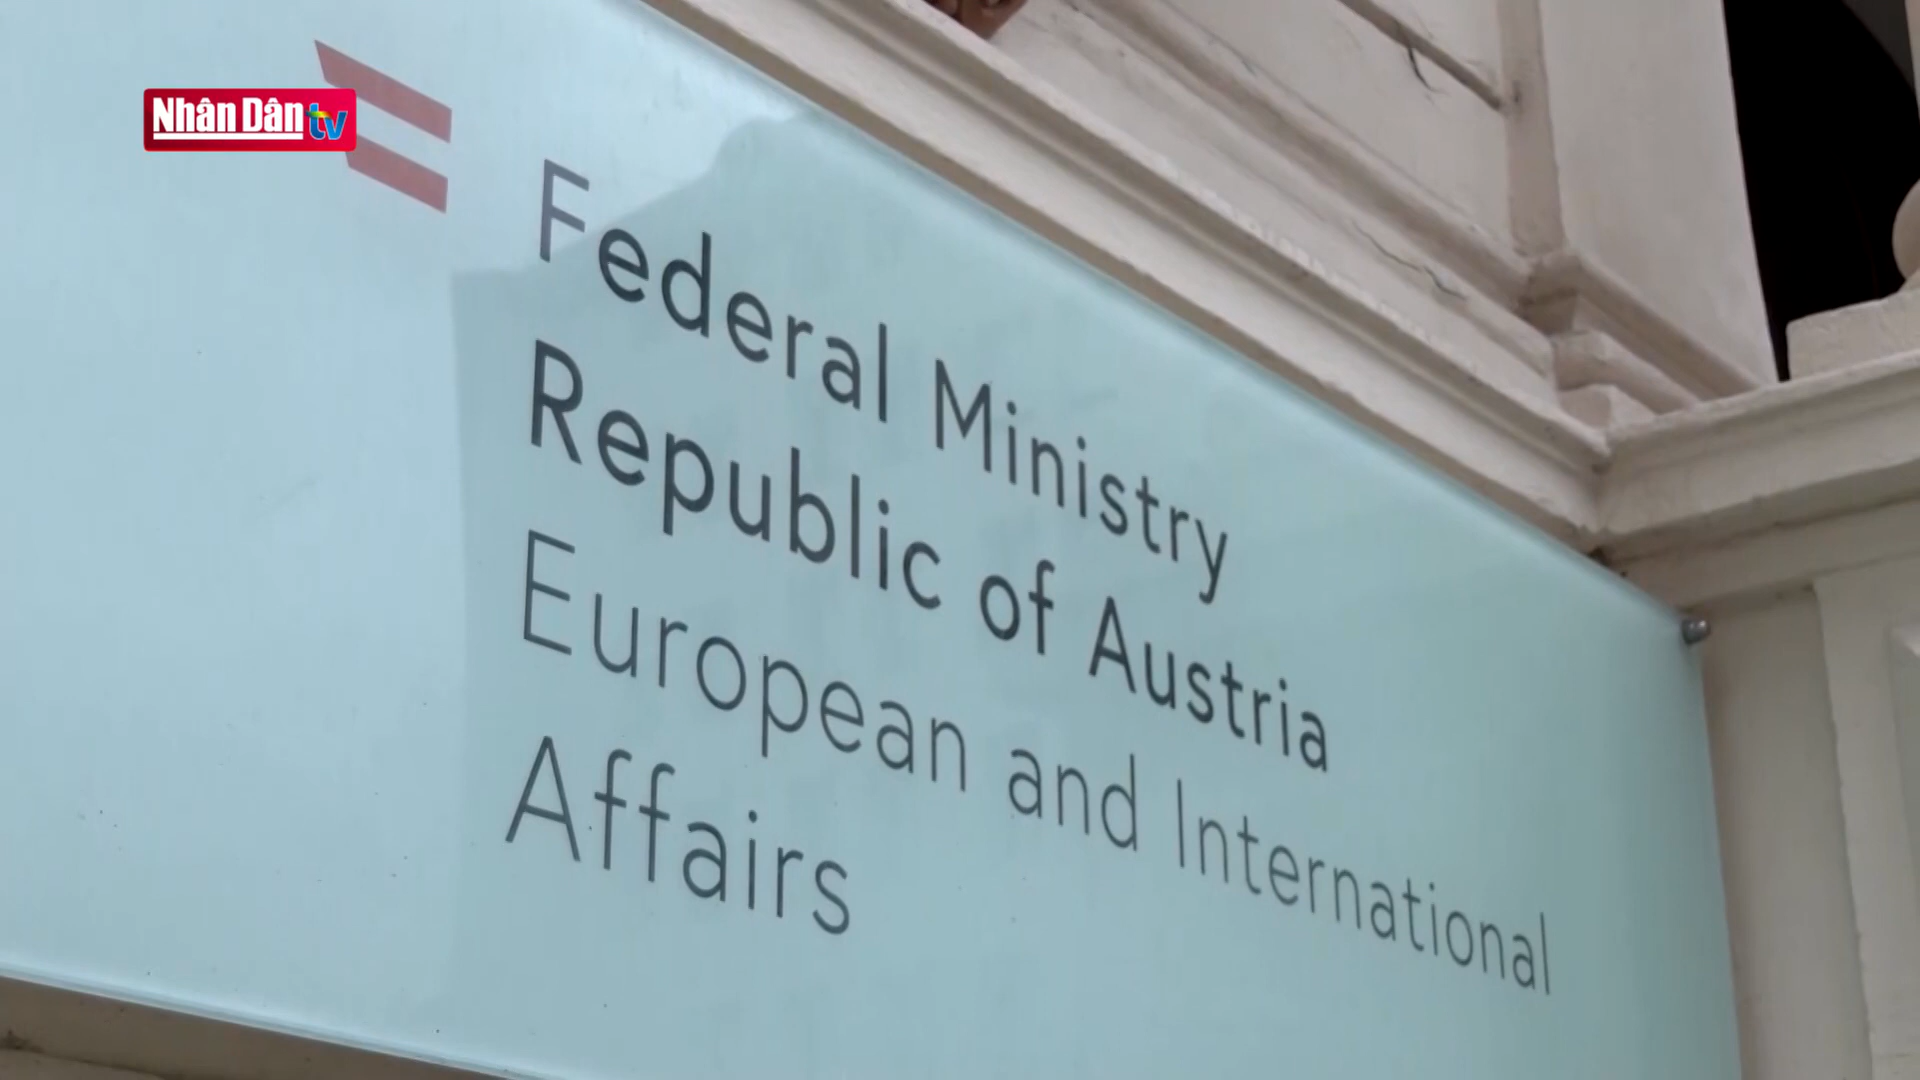 Nhân Dân tv
Federal Ministry
Republic of Austria
European and International
Affairs